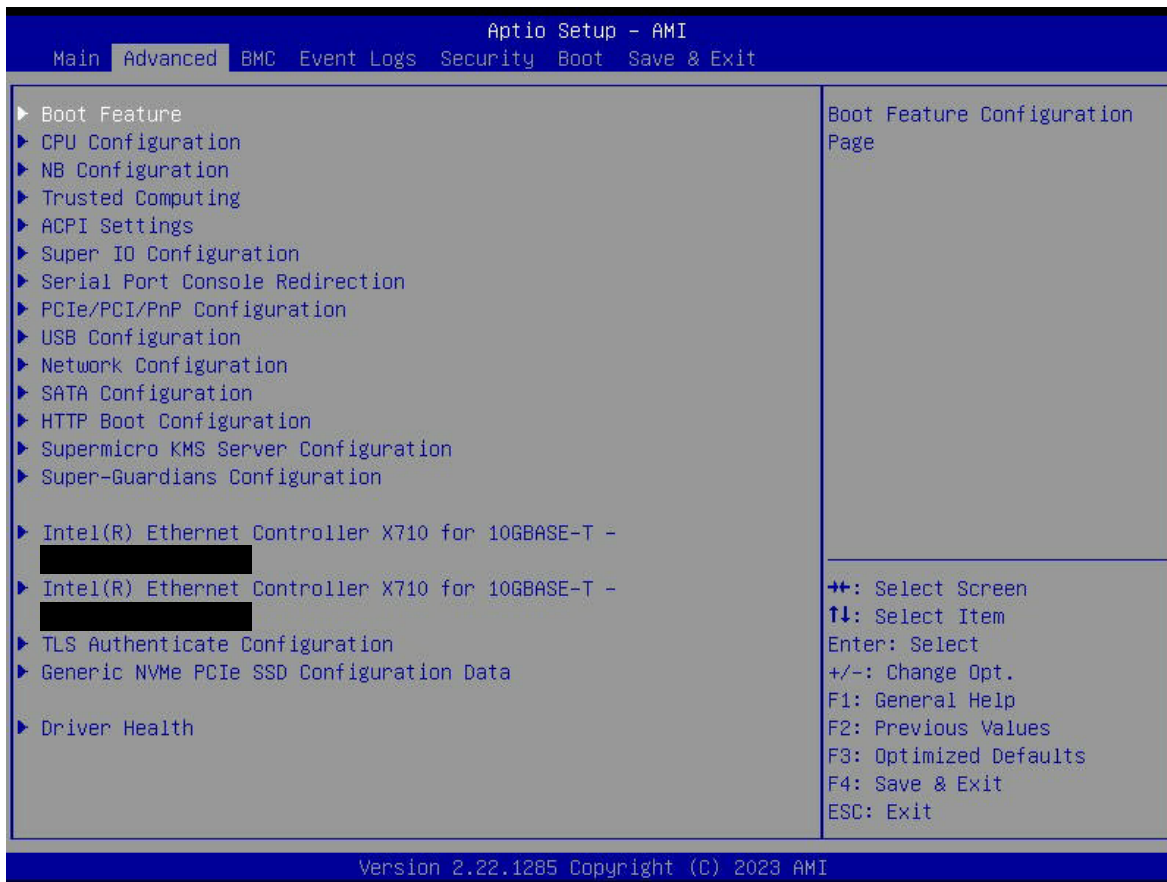 Aptio Setup - AMI
Main Advanced BMC Event Logs Security Boot Save & Exit
Boot Feature
CPU Configuration
NB Configuration
Trusted Computing
ACPI Settings
Super IO Configuration
Serial Port Console Redirection
PCIe/PCI/PnP Configuration
USB Configuration
Network Configuration
SATA Configuration
HTTP Boot Configuration
Supermicro KMS Server Configuration
Super-Guardians Configuration
Intel(R) Ethernet Controller X710 for 10GBASE-T -
Intel(R) Ethernet Controller X710 for 10GBASE-T -
TLS Authenticate Configuration
Generic NVMe PCIe SSD Configuration Data
Driver Health
Boot Feature Configuration
Page
→←: Select Screen
↑↓: Select Item
Enter: Select
+/-: Change Opt.
F1: General Help
F2: Previous Values
F3: Optimized Defaults
F4: Save & Exit
ESC: Exit
Version 2.22.1285 Copyright (C) 2023 AMI